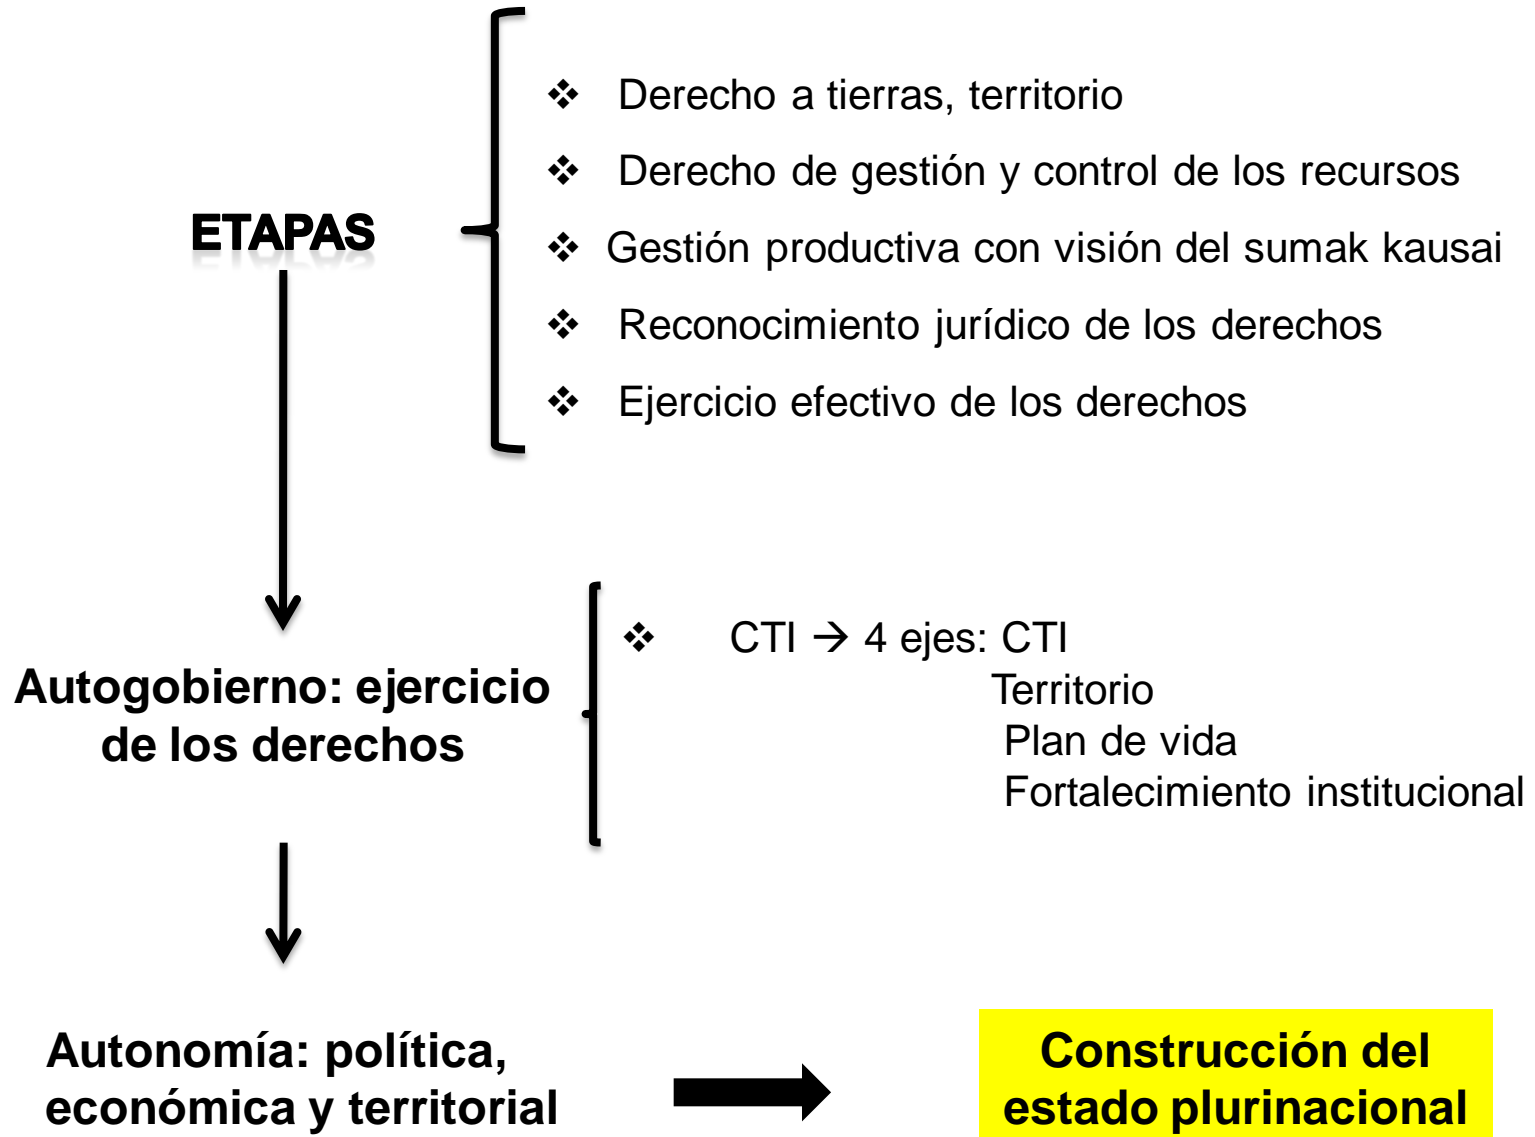 Derecho a tierras, territorio
Derecho de gestión y control de los recursos
ETAPAS
Gestión productiva con visión del sumak kausai
Reconocimiento jurídico de los derechos
Ejercicio efectivo de los derechos
CTI → 4 ejes: CTI
Territorio
Plan de vida
Fortalecimiento institucional
Autogobierno: ejercicio
de los derechos
Autonomía: política,
económica y territorial
Construcción del
estado plurinacional